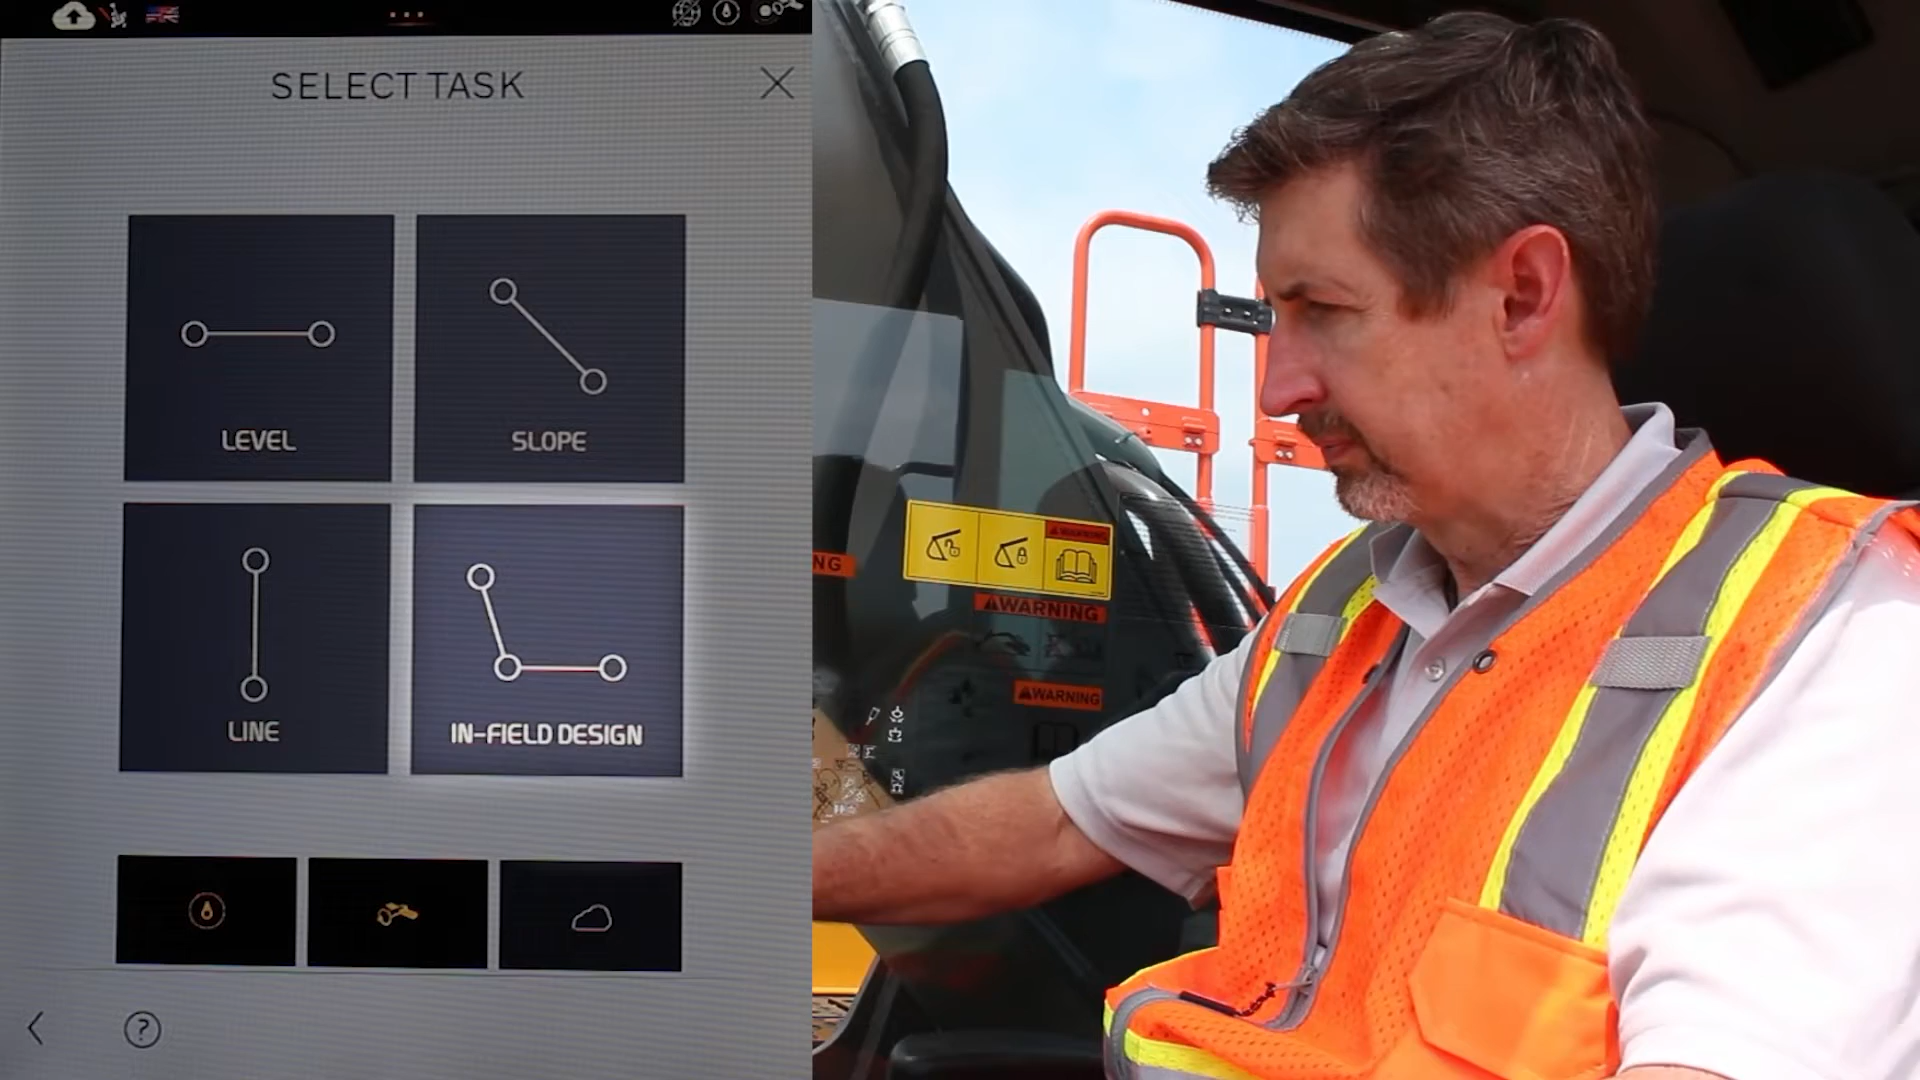 SELECT TASK
LEVEL
SLOPE
LINE
IN-FIELD DESIGN
NG
WARNING
WARNING
WARNING